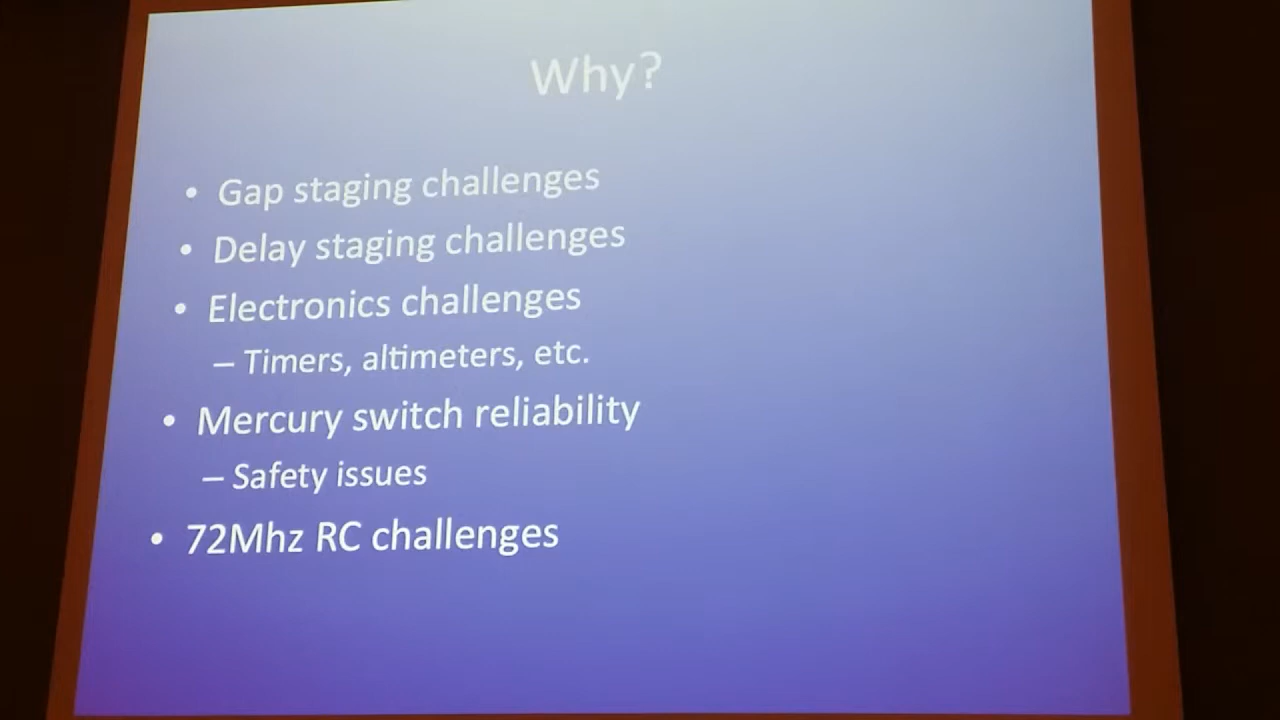 Why?
• Gap staging challenges
• Delay staging challenges
• Electronics challenges
– Timers, altimeters, etc.
• Mercury switch reliability
– Safety issues
• 72Mhz RC challenges